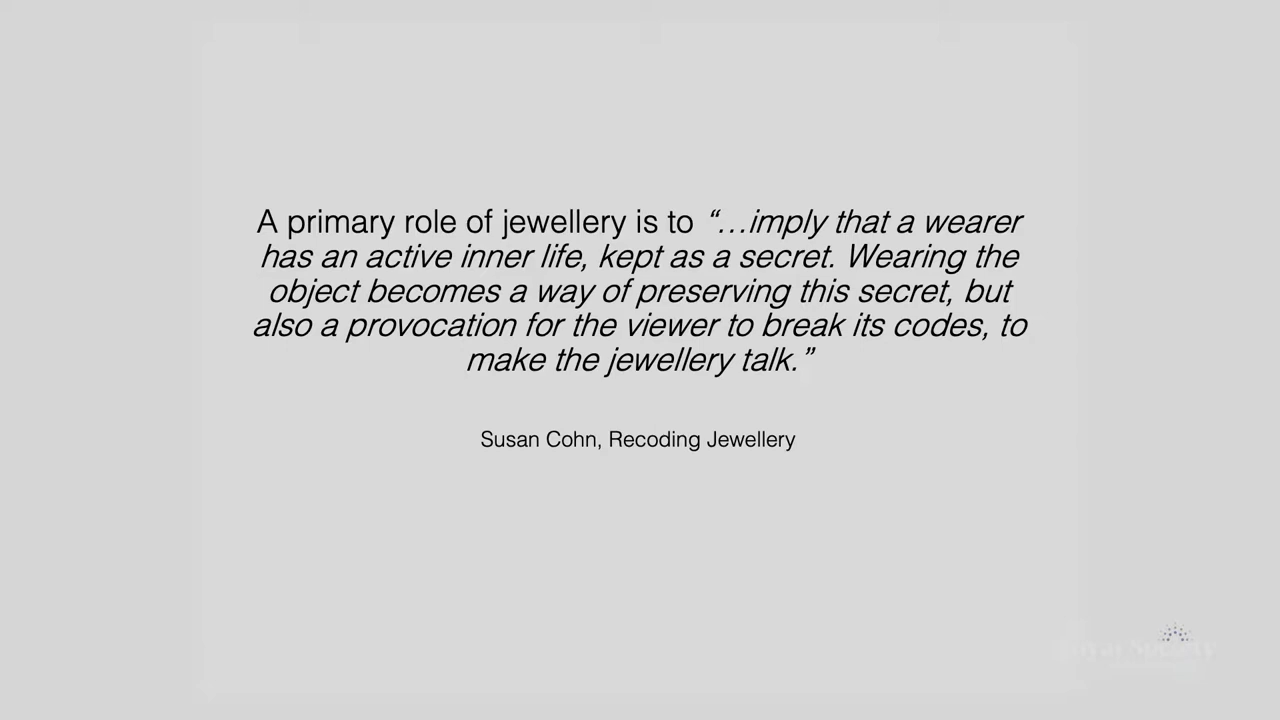 A primary role of jewellery is to “…imply that a wearer
has an active inner life, kept as a secret. Wearing the
object becomes a way of preserving this secret, but
also a provocation for the viewer to break its codes, to
make the jewellery talk.”
Susan Cohn, Recoding Jewellery
Royal Society